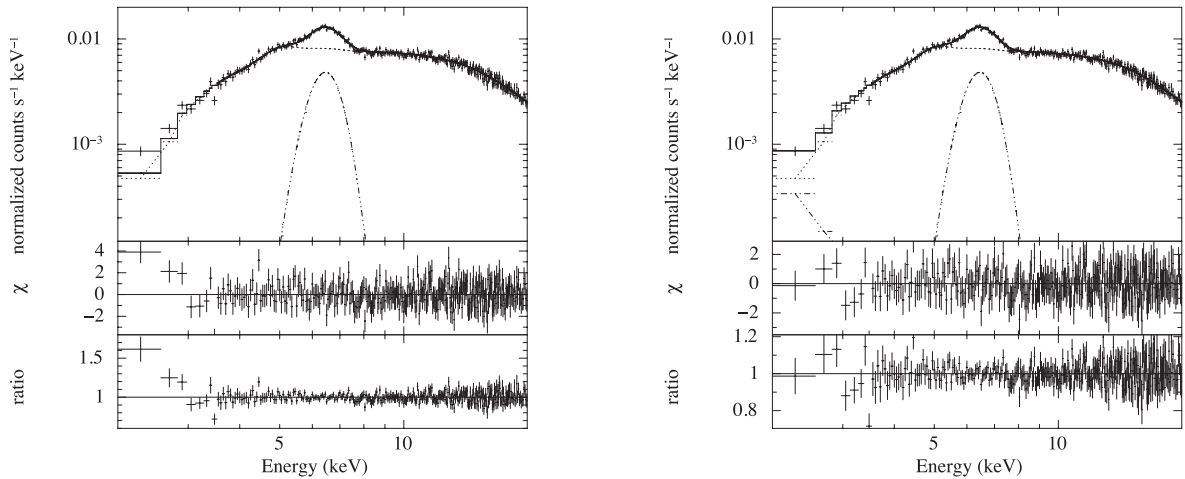 normalized counts s⁻¹ keV⁻¹
0.01
10⁻³
χ
4
2
0
−2
ratio
1.5
1
5
10
Energy (keV)
normalized counts s⁻¹ keV⁻¹
0.01
10⁻³
χ
2
0
−2
ratio
1.2
1
0.8
5
10
Energy (keV)